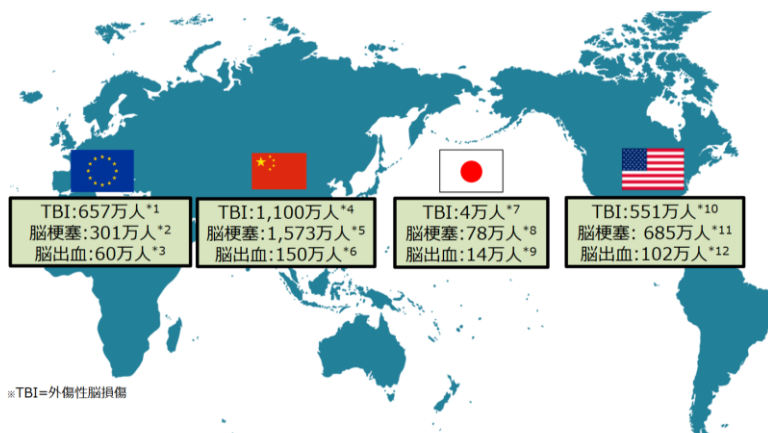 TBI:657万人*1
脳梗塞:301万人*2
脳出血:60万人*3
TBI:1,100万人*4
脳梗塞:1,573万人*5
脳出血:150万人*6
TBI:4万人*7
脳梗塞:78万人*8
脳出血:14万人*9
TBI:551万人*10
脳梗塞: 685万人*11
脳出血:102万人*12
※TBI=外傷性脳損傷